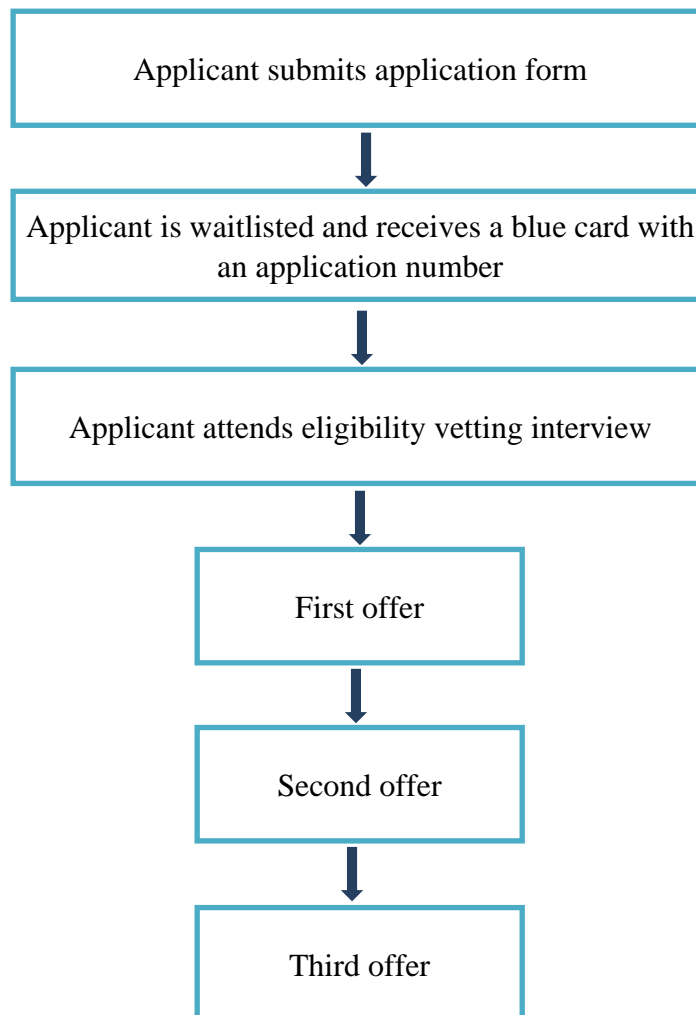 Applicant submits application form
Applicant is waitlisted and receives a blue card with
an application number
Applicant attends eligibility vetting interview
First offer
Second offer
Third offer